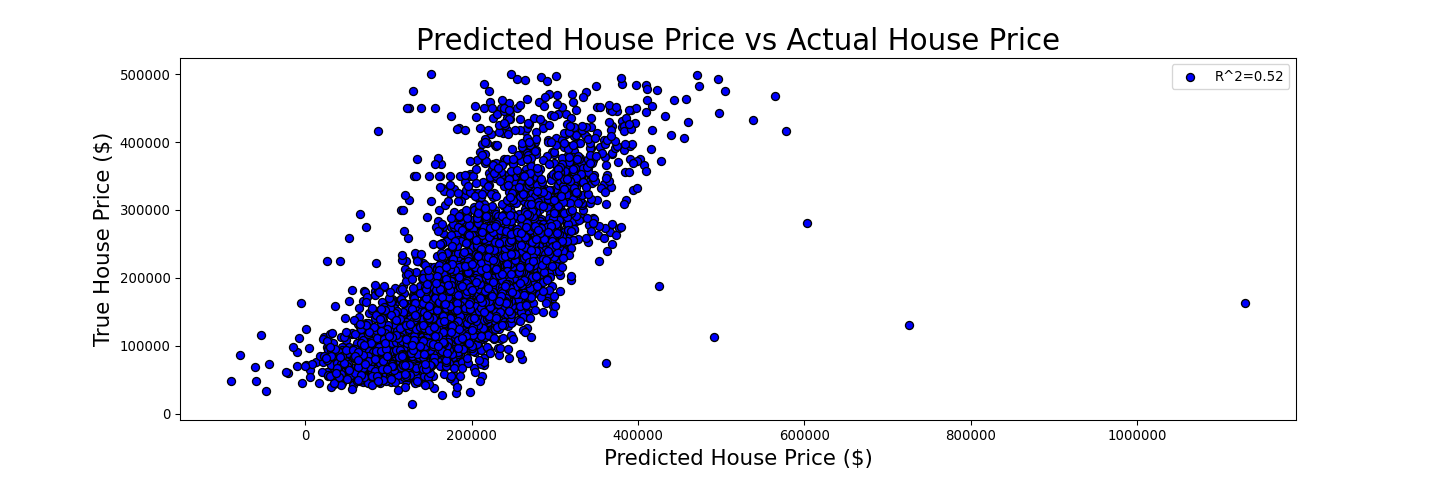 Predicted House Price vs Actual House Price
R^2=0.52
True House Price ($)
500000
400000
300000
200000
100000
0
0 200000 400000 600000 800000 1000000
Predicted House Price ($)